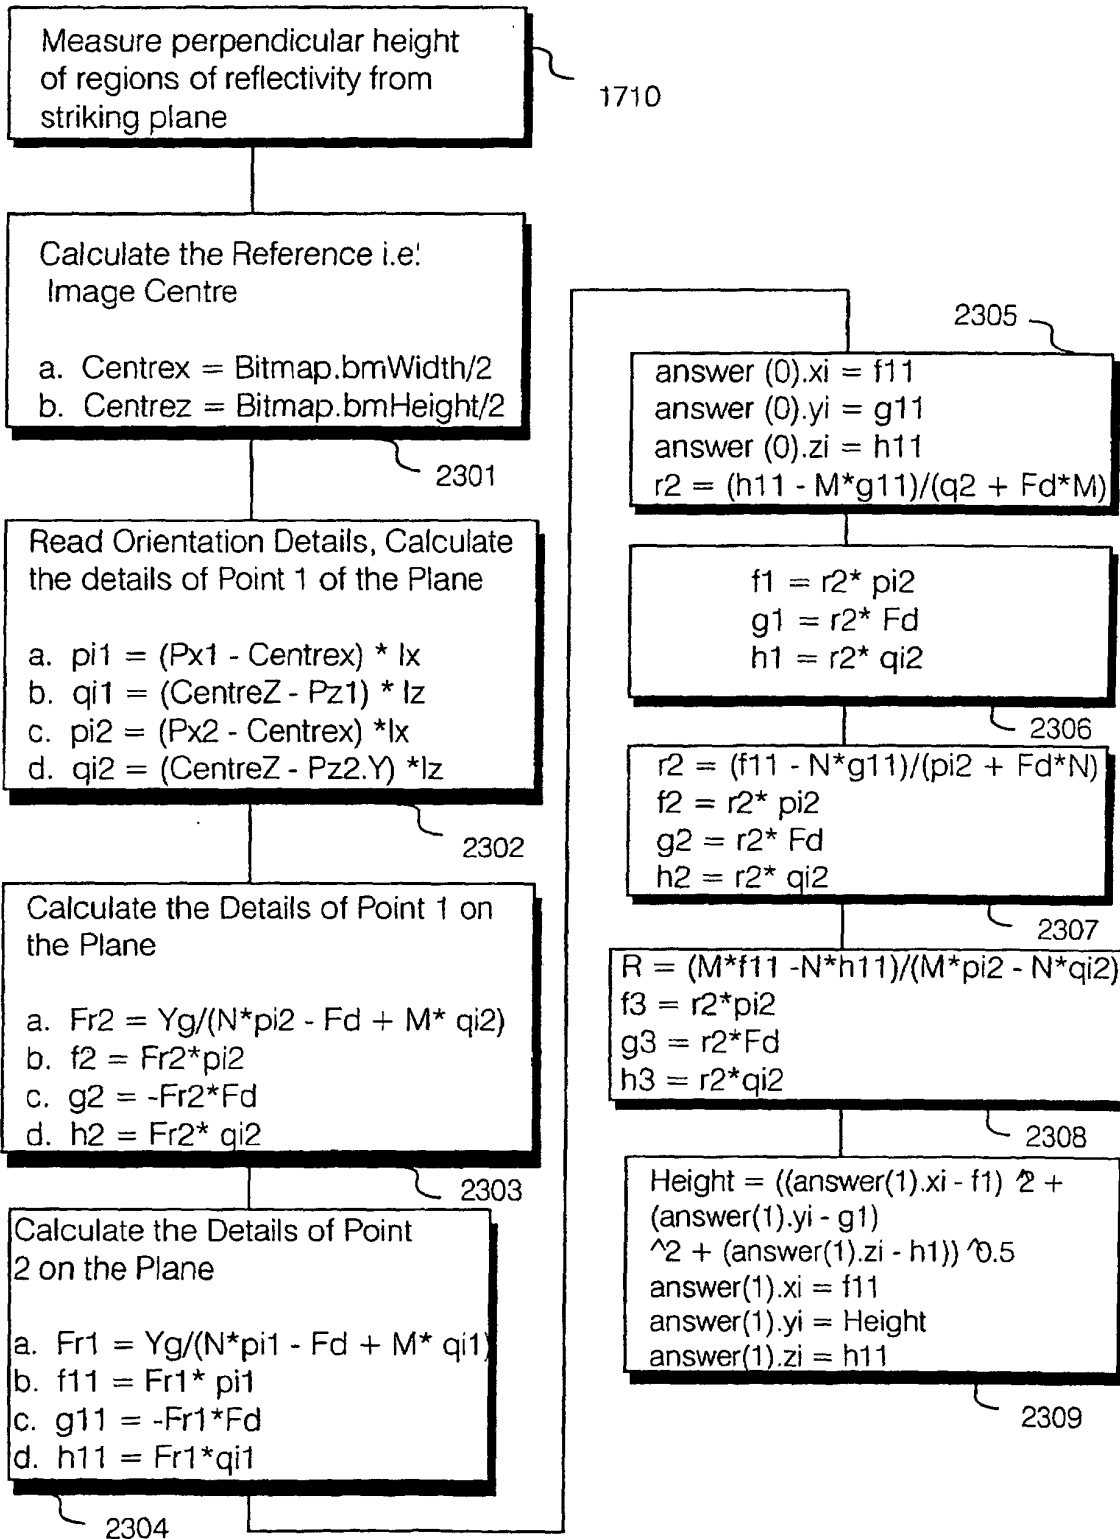 Measure perpendicular height
of regions of reflectivity from
striking plane
1710
Calculate the Reference i.e:
Image Centre
a. Centrex = Bitmap.bmWidth/2
b. Centrez = Bitmap.bmHeight/2
2301
Read Orientation Details, Calculate
the details of Point 1 of the Plane
a. pi1 = (Px1 - Centrex) * Ix
b. qi1 = (CentreZ - Pz1) * Iz
c. pi2 = (Px2 - Centrex) *Ix
d. qi2 = (CentreZ - Pz2.Y) *Iz
2302
Calculate the Details of Point 1 on
the Plane
a. Fr2 = Yg/(N*pi2 - Fd + M* qi2)
b. f2 = Fr2*pi2
c. g2 = -Fr2*Fd
d. h2 = Fr2* qi2
2303
Calculate the Details of Point
2 on the Plane
a. Fr1 = Yg/(N*pi1 - Fd + M* qi1)
b. f11 = Fr1* pi1
c. g11 = -Fr1*Fd
d. h11 = Fr1*qi1
2304
2305
answer (0).xi = f11
answer (0).yi = g11
answer (0).zi = h11
r2 = (h11 - M*g11)/(q2 + Fd*M)
f1 = r2* pi2
g1 = r2* Fd
h1 = r2* qi2
2306
r2 = (f11 - N*g11)/(pi2 + Fd*N)
f2 = r2* pi2
g2 = r2* Fd
h2 = r2* qi2
2307
R = (M*f11 -N*h11)/(M*pi2 - N*qi2)
f3 = r2*pi2
g3 = r2*Fd
h3 = r2*qi2
2308
Height = ((answer(1).xi - f1) ^2 +
(answer(1).yi - g1)
^2 + (answer(1).zi - h1)) ^0.5
answer(1).xi = f11
answer(1).yi = Height
answer(1).zi = h11
2309